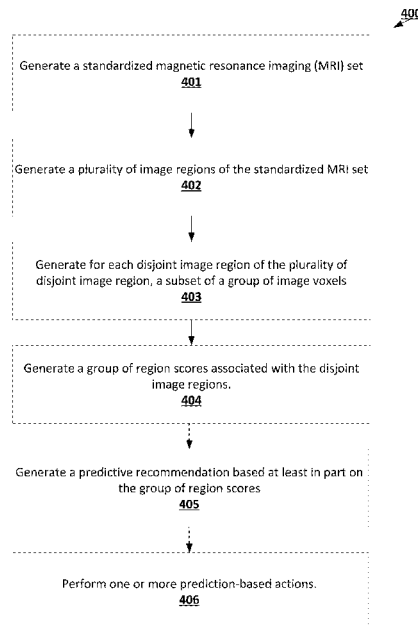 400
Generate a standardized magnetic resonance imaging (MRI) set
401
Generate a plurality of image regions of the standardized MRI set
402
Generate for each disjoint image region of the plurality of
disjoint image region, a subset of a group of image voxels
403
Generate a group of region scores associated with the disjoint
image regions.
404
Generate a predictive recommendation based at least in part on
the group of region scores
405
Perform one or more prediction-based actions.
406